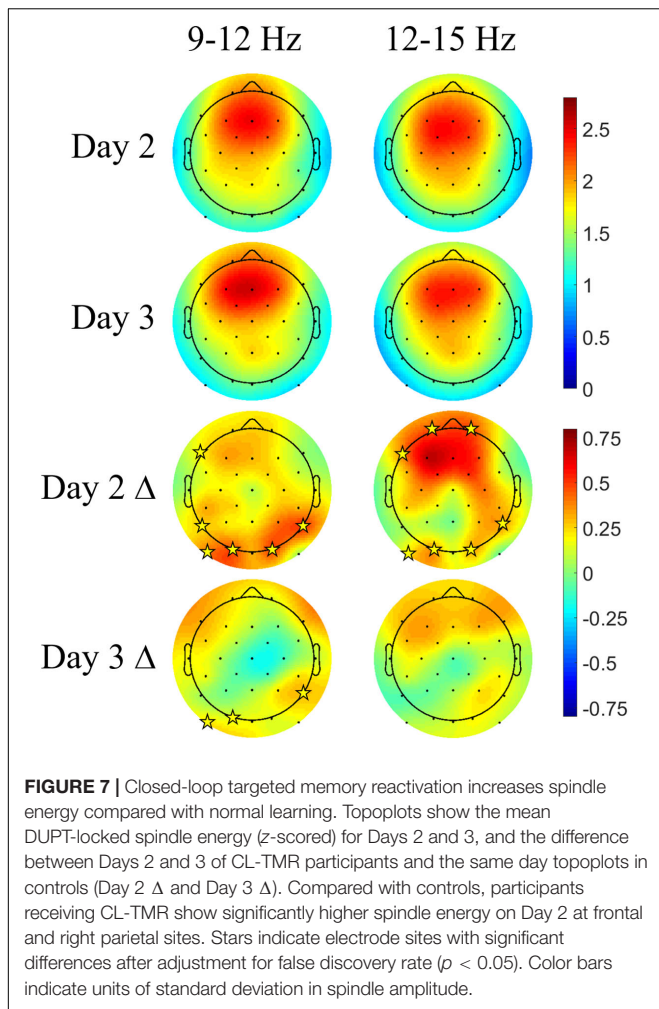 9-12 Hz 12-15 Hz
Day 2
2.5
2
1.5
Day 3
1
0.5
0
Day 2 Δ
0.75
0.5
0.25
0
Day 3 Δ
-0.25
-0.5
-0.75
FIGURE 7 | Closed-loop targeted memory reactivation increases spindle
energy compared with normal learning. Topoplots show the mean
DUPT-locked spindle energy (z-scored) for Days 2 and 3, and the difference
between Days 2 and 3 of CL-TMR participants and the same day topoplots in
controls (Day 2 Δ and Day 3 Δ). Compared with controls, participants
receiving CL-TMR show significantly higher spindle energy on Day 2 at frontal
and right parietal sites. Stars indicate electrode sites with significant
differences after adjustment for false discovery rate (p < 0.05). Color bars
indicate units of standard deviation in spindle amplitude.